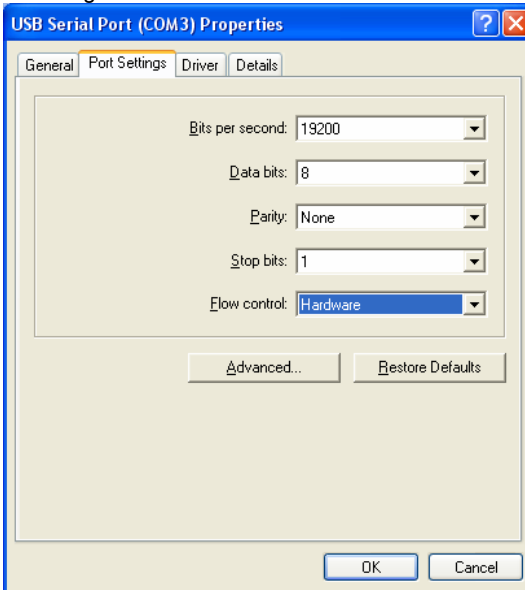 USB Serial Port (COM3) Properties
General Port Settings Driver Details
Bits per second: 19200
Data bits: 8
Parity: None
Stop bits: 1
Flow control: Hardware
Advanced... Restore Defaults
OK Cancel